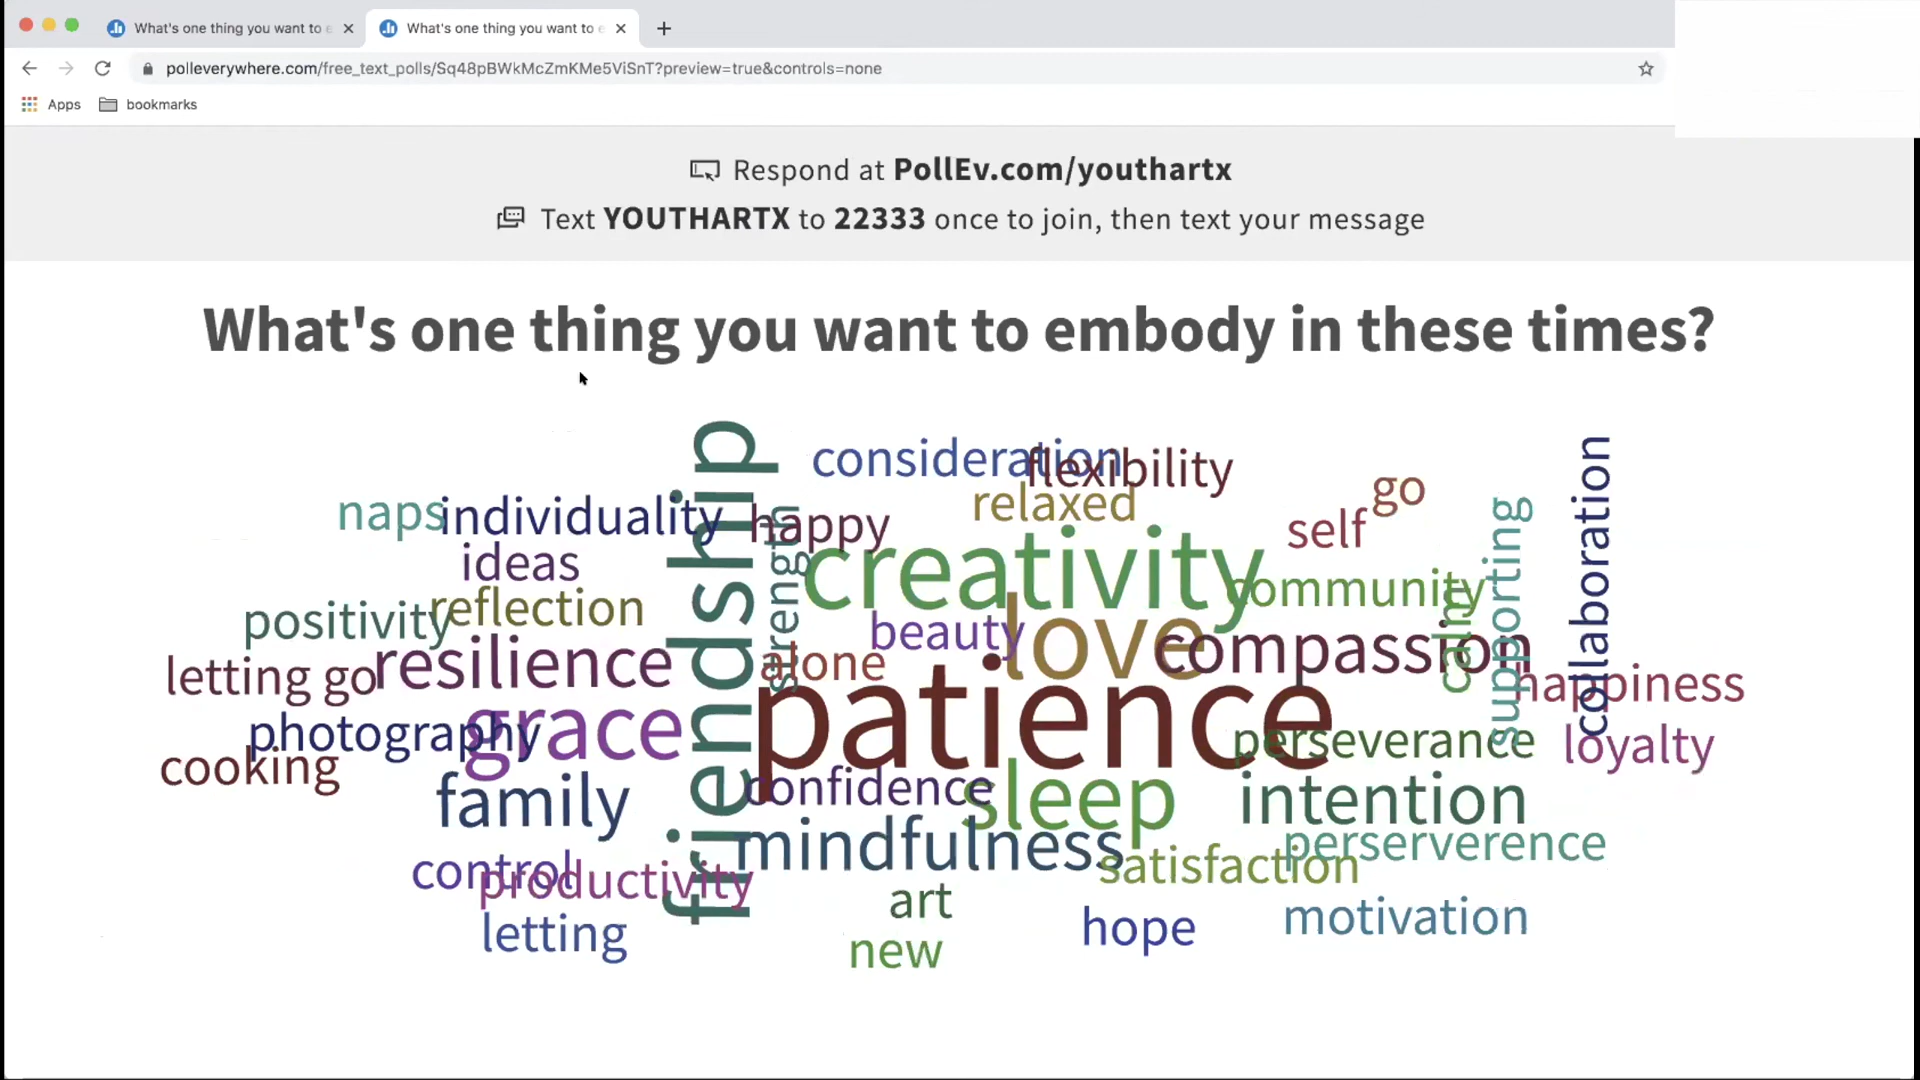 What's one thing you want to e
What's one thing you want to e
polleverywhere.com/free_text_polls/Sq48pBWkMcZmKMe5ViSnT?preview=true&controls=none
Apps
bookmarks
Respond at PollEv.com/youthartx
Text YOUTHARTX to 22333 once to join, then text your message
What's one thing you want to embody in these times?
consideration
flexibility
collaboration
friendship
naps
individuality
happy
relaxed
go
self
supporting
strength
ideas
creativity
community
calm
positivity
reflection
beauty
love
compassion
letting go
resilience
alone
happiness
photography
grace
patience
perseverance
loyalty
cooking
family
confidence
sleep
intention
mindfulness
perserverence
control
productivity
satisfaction
art
hope
motivation
letting
new